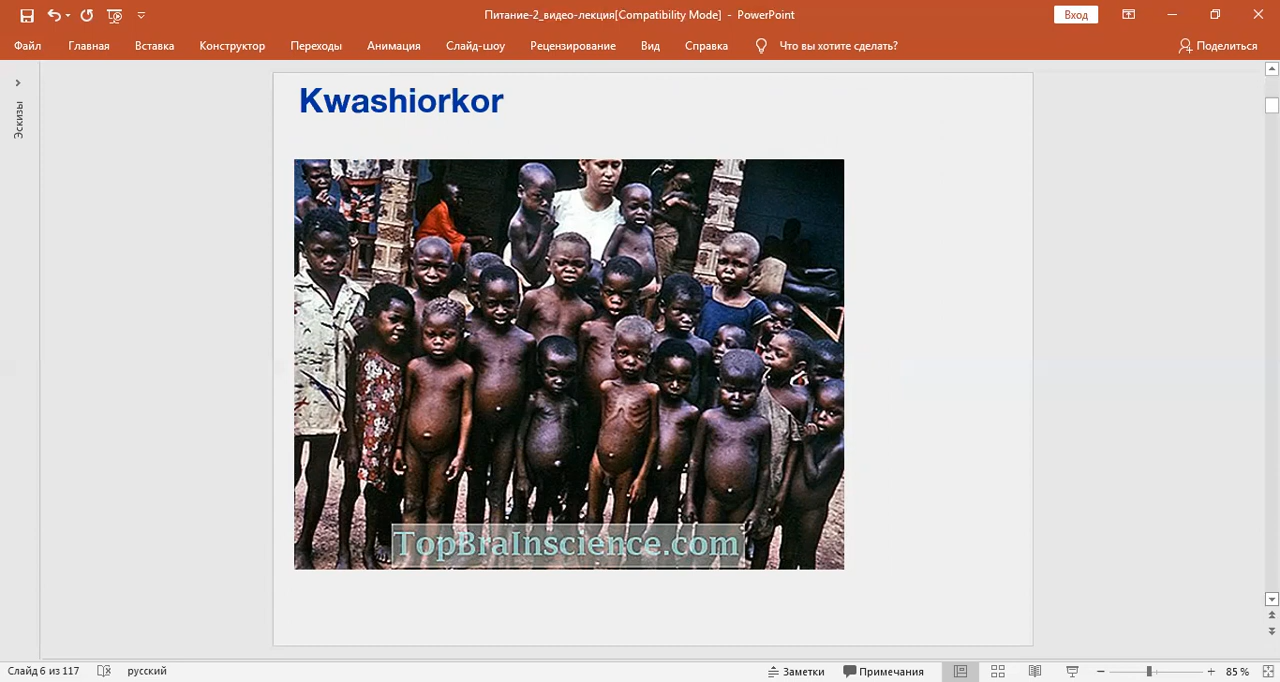 Питание-2_видео-лекция[Compatibility Mode] - PowerPoint
Вход
Файл Главная Вставка Конструктор Переходы Анимация Слайд-шоу Рецензирование Вид Справка Что вы хотите сделать? Поделиться
Эскизы
Kwashiorkor
TopBraInscience.com
Слайд 6 из 117 русский Заметки Примечания 85 %